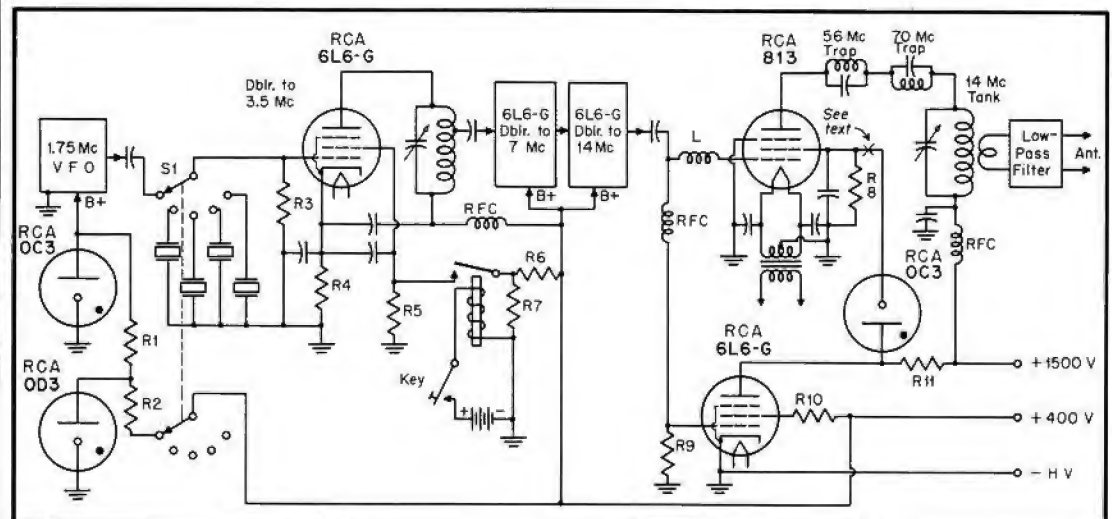 RCA
6L6-G
Dblr. to
3.5 Mc
1.75 Mc
V F O
B+
S1
RCA
OC3
RCA
OD3
R1
R2
R3
R4
R5
RFC
R6
R7
Key
+ -
6L6-G
Dblr. to
7 Mc
6L6-G
Dblr. to
14 Mc
B+
B+
L
RFC
RCA
813
56 Mc
Trap
70 Mc
Trap
See
text
R
8
14 Mc
Tank
Low-
Pass
Filter
Ant.
RCA
OC3
RFC
RCA
6L6-G
R9
R10
R11
+1500 V
+400 V
- H V